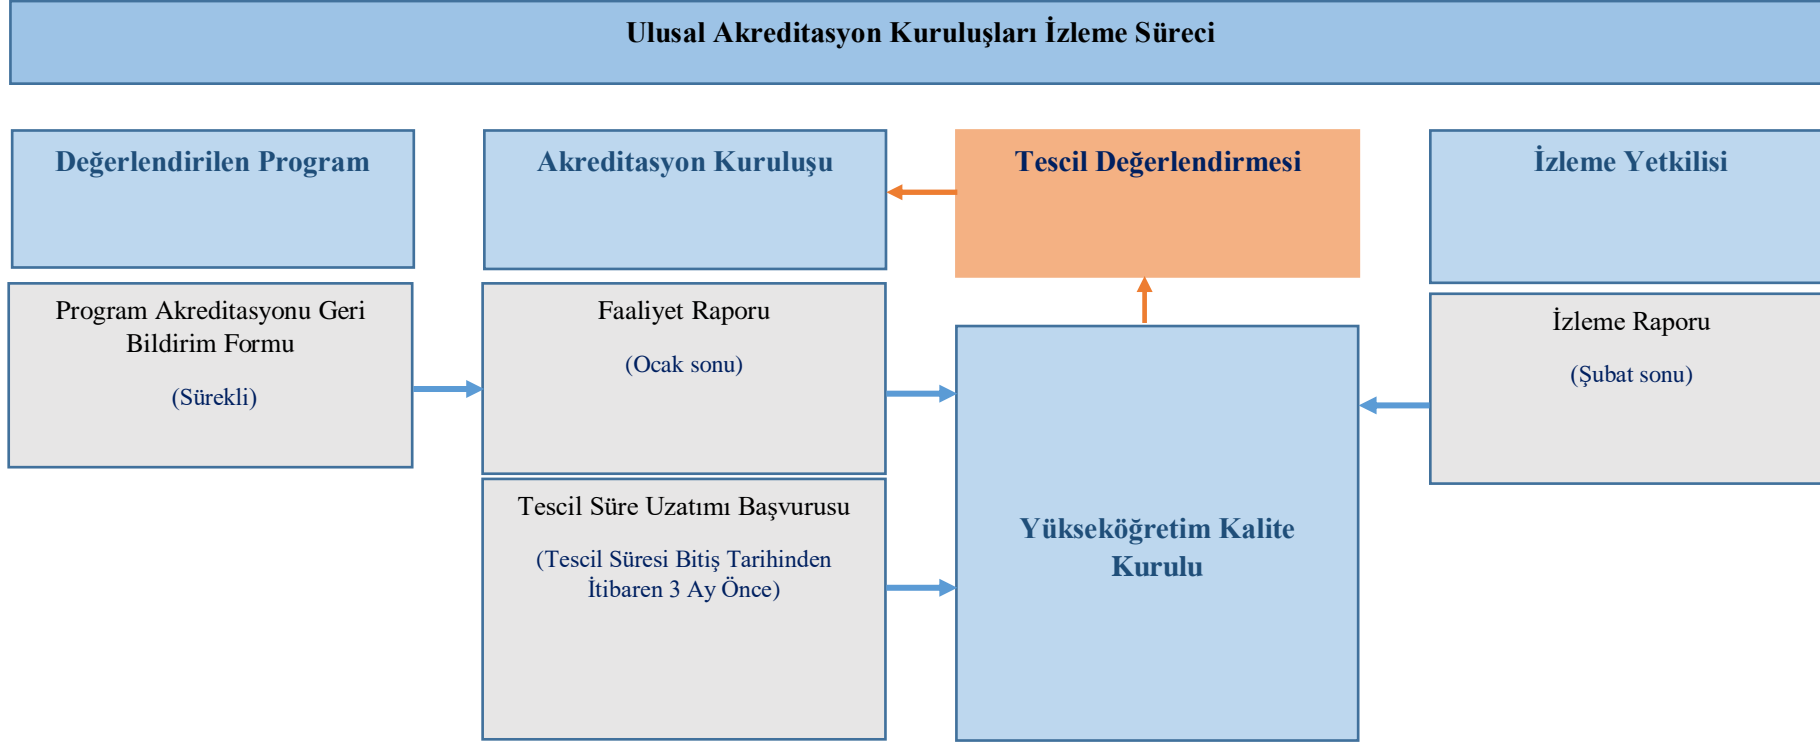 Ulusal Akreditasyon Kuruluşları İzleme Süreci
Değerlendirilen Program
Program Akreditasyonu Geri
Bildirim Formu
(Sürekli)
Akreditasyon Kuruluşu
Faaliyet Raporu
(Ocak sonu)
Tescil Süre Uzatımı Başvurusu
(Tescil Süresi Bitiş Tarihinden
İtibaren 3 Ay Önce)
Tescil Değerlendirmesi
Yükseköğretim Kalite
Kurulu
İzleme Yetkilisi
İzleme Raporu
(Şubat sonu)